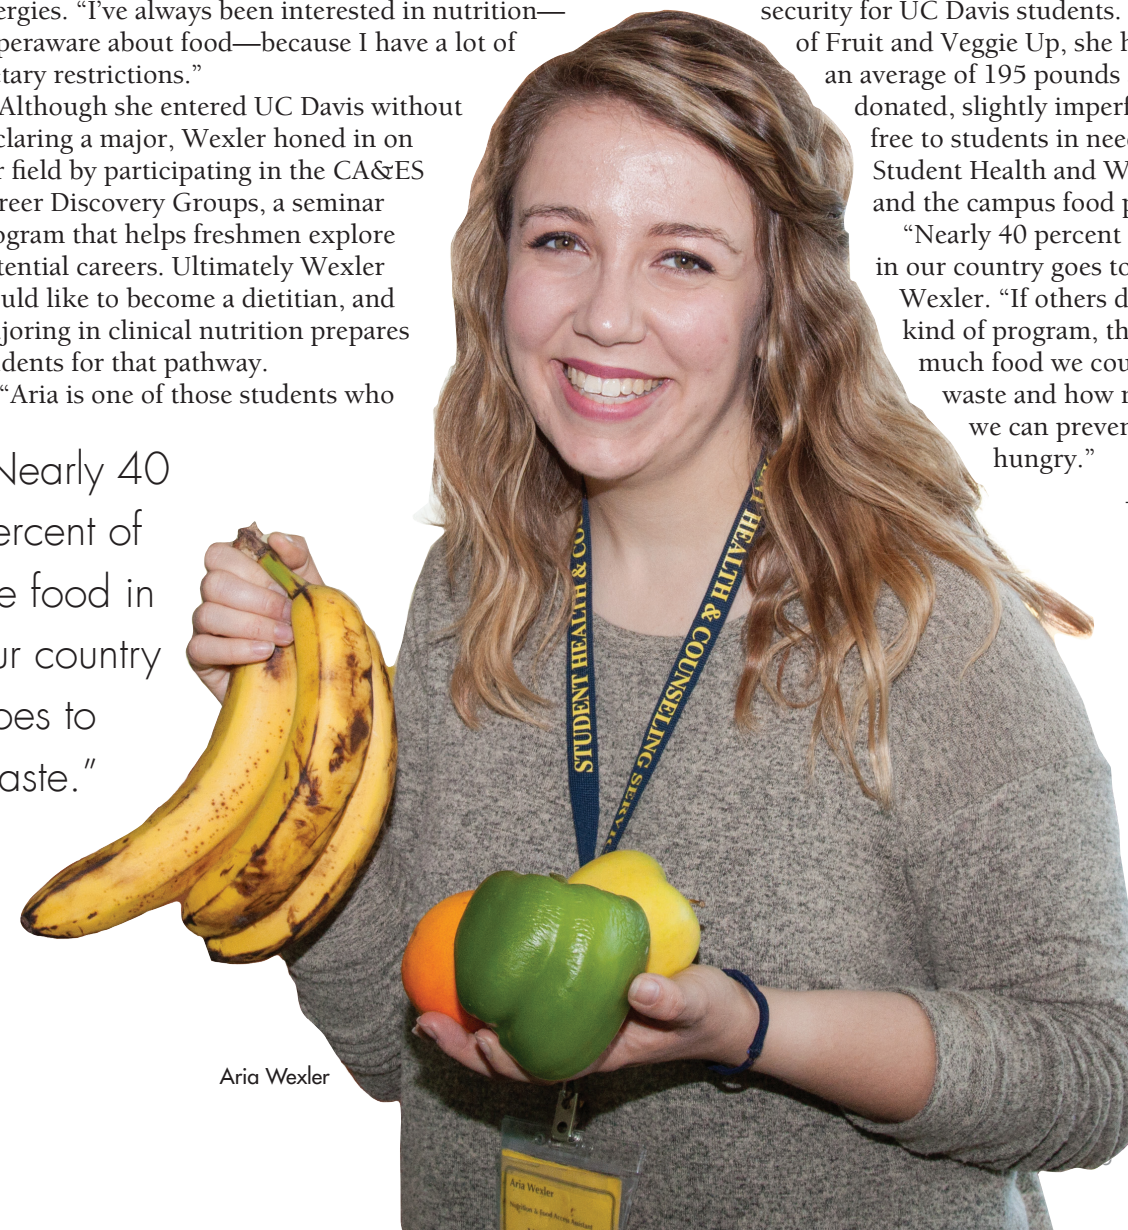 ergies. “I’ve always been interested in nutrition—
peraware about food—because I have a lot of
tary restrictions.”
Although she entered UC Davis without
claring a major, Wexler honed in on
r field by participating in the CA&ES
reer Discovery Groups, a seminar
ogram that helps freshmen explore
tential careers. Ultimately Wexler
uld like to become a dietitian, and
joring in clinical nutrition prepares
dents for that pathway.
“Aria is one of those students who
Nearly 40
ercent of
e food in
ur country
oes to
aste.”
security for UC Davis students.
of Fruit and Veggie Up, she h
an average of 195 pounds
donated, slightly imperf
free to students in need
Student Health and W
and the campus food p
“Nearly 40 percent
in our country goes to
Wexler. “If others d
kind of program, th
much food we cou
waste and how m
we can preven
hungry.”
STUDENT HEALTH & CO
HEALTH & COUNSELING SERVI
Aria Wexler
Aria Wexler
Nutrition & Food Access Assistant